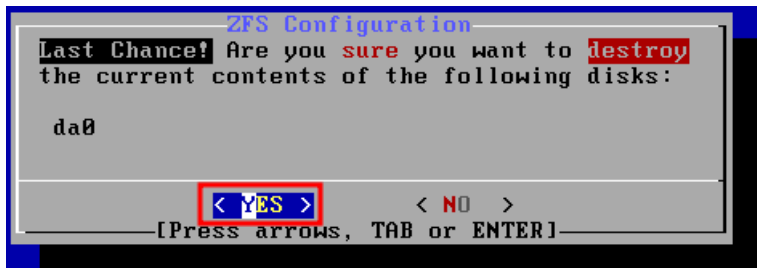 ZFS Configuration
Last Chance! Are you sure you want to destroy
the current contents of the following disks:
da0
< YES > < NO >
[Press arrows, TAB or ENTER]